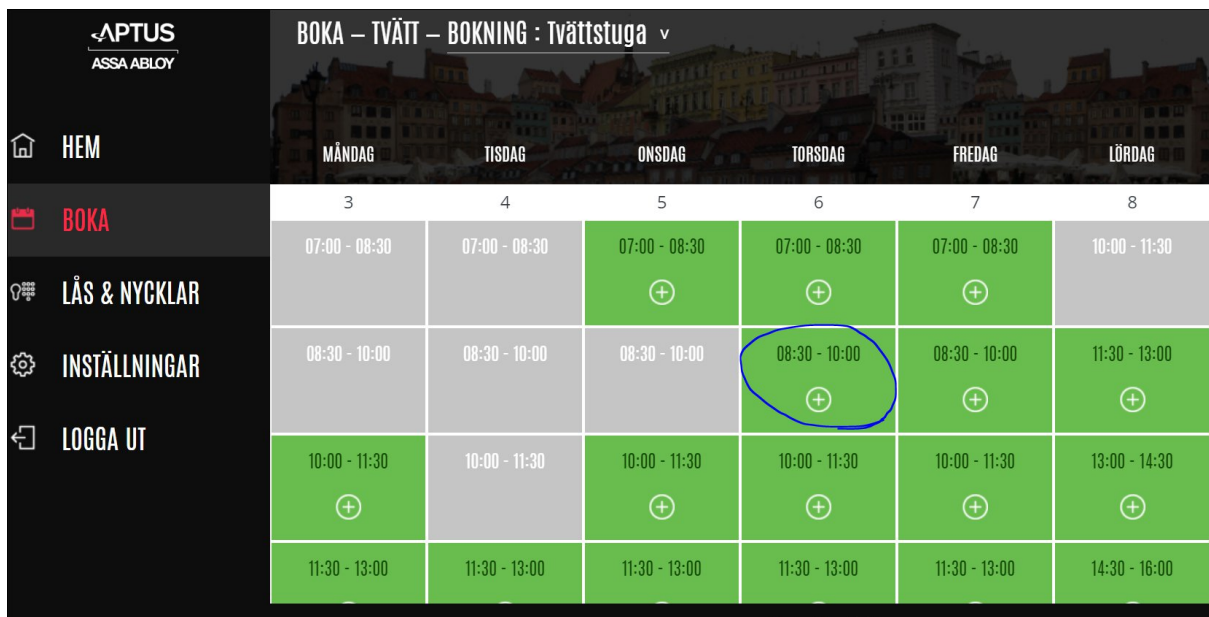 APTUS
ASSA ABLOY
BOKA – TVÄTT – BOKNING : Tvättstuga v
HEM
BOKA
LÅS & NYCKLAR
INSTÄLLNINGAR
LOGGA UT
MÅNDAG TISDAG ONSDAG TORSDAG FREDAG LÖRDAG
3 4 5 6 7 8
07:00 - 08:30 07:00 - 08:30 07:00 - 08:30 07:00 - 08:30 07:00 - 08:30 10:00 - 11:30
08:30 - 10:00 08:30 - 10:00 08:30 - 10:00 08:30 - 10:00 08:30 - 10:00 11:30 - 13:00
10:00 - 11:30 10:00 - 11:30 10:00 - 11:30 10:00 - 11:30 10:00 - 11:30 13:00 - 14:30
11:30 - 13:00 11:30 - 13:00 11:30 - 13:00 11:30 - 13:00 11:30 - 13:00 14:30 - 16:00